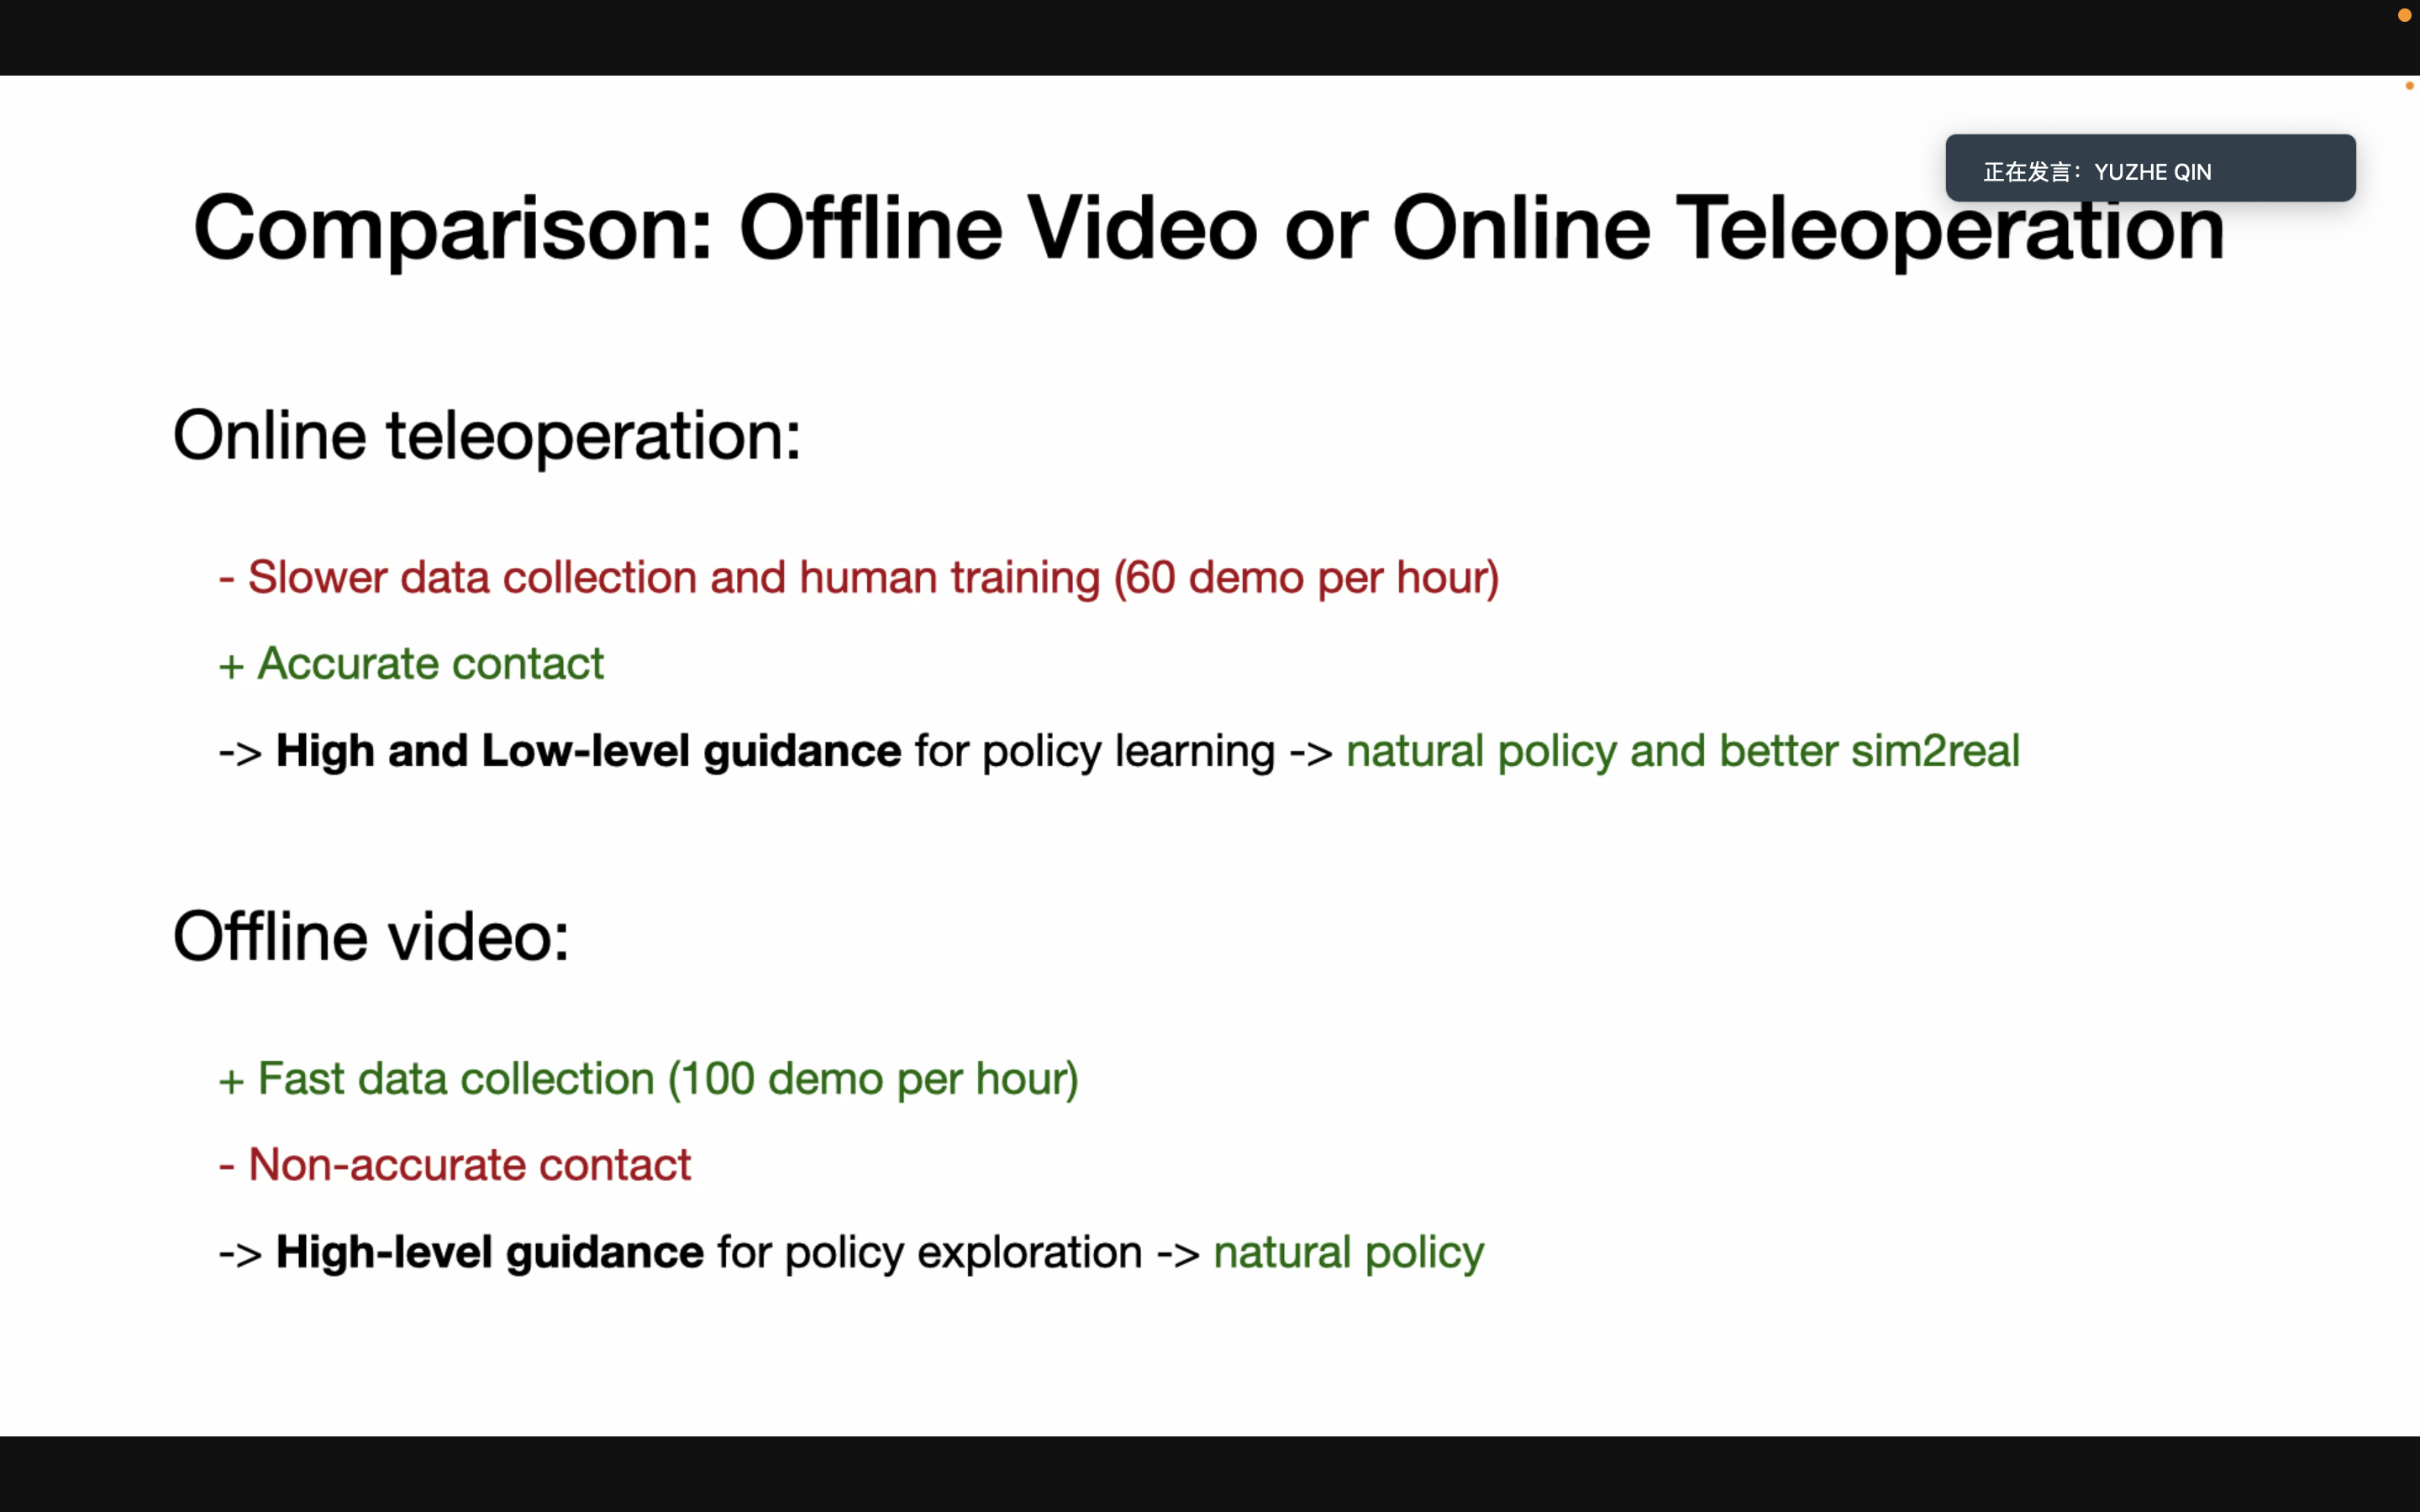 正在发言：YUZHE QIN
Comparison: Offline Video or Online Teleoperation
Online teleoperation:
- Slower data collection and human training (60 demo per hour)
+ Accurate contact
-> High and Low-level guidance for policy learning -> natural policy and better sim2real
Offline video:
+ Fast data collection (100 demo per hour)
- Non-accurate contact
-> High-level guidance for policy exploration -> natural policy